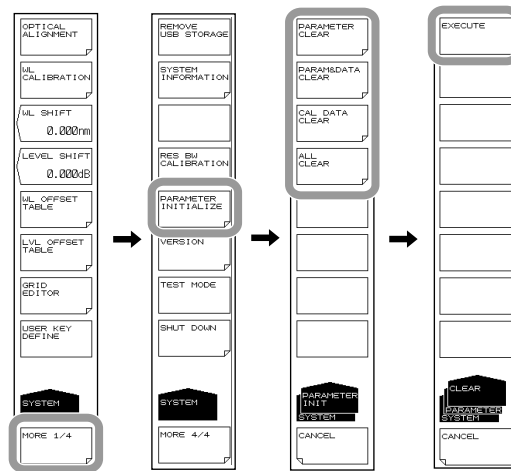 OPTICAL
ALIGNMENT
WL
CALIBRATION
WL SHIFT
0.000nm
LEVEL SHIFT
0.000dB
WL OFFSET
TABLE
LVL OFFSET
TABLE
GRID
EDITOR
USER KEY
DEFINE
SYSTEM
MORE 1/4
REMOVE
USB STORAGE
SYSTEM
INFORMATION
RES BW
CALIBRATION
PARAMETER
INITIALIZE
VERSION
TEST MODE
SHUT DOWN
SYSTEM
MORE 4/4
PARAMETER
CLEAR
PARAM&DATA
CLEAR
CAL DATA
CLEAR
ALL
CLEAR
PARAMETER
INIT
SYSTEM
CANCEL
EXECUTE
CLEAR
PARAMETER
SYSTEM
CANCEL